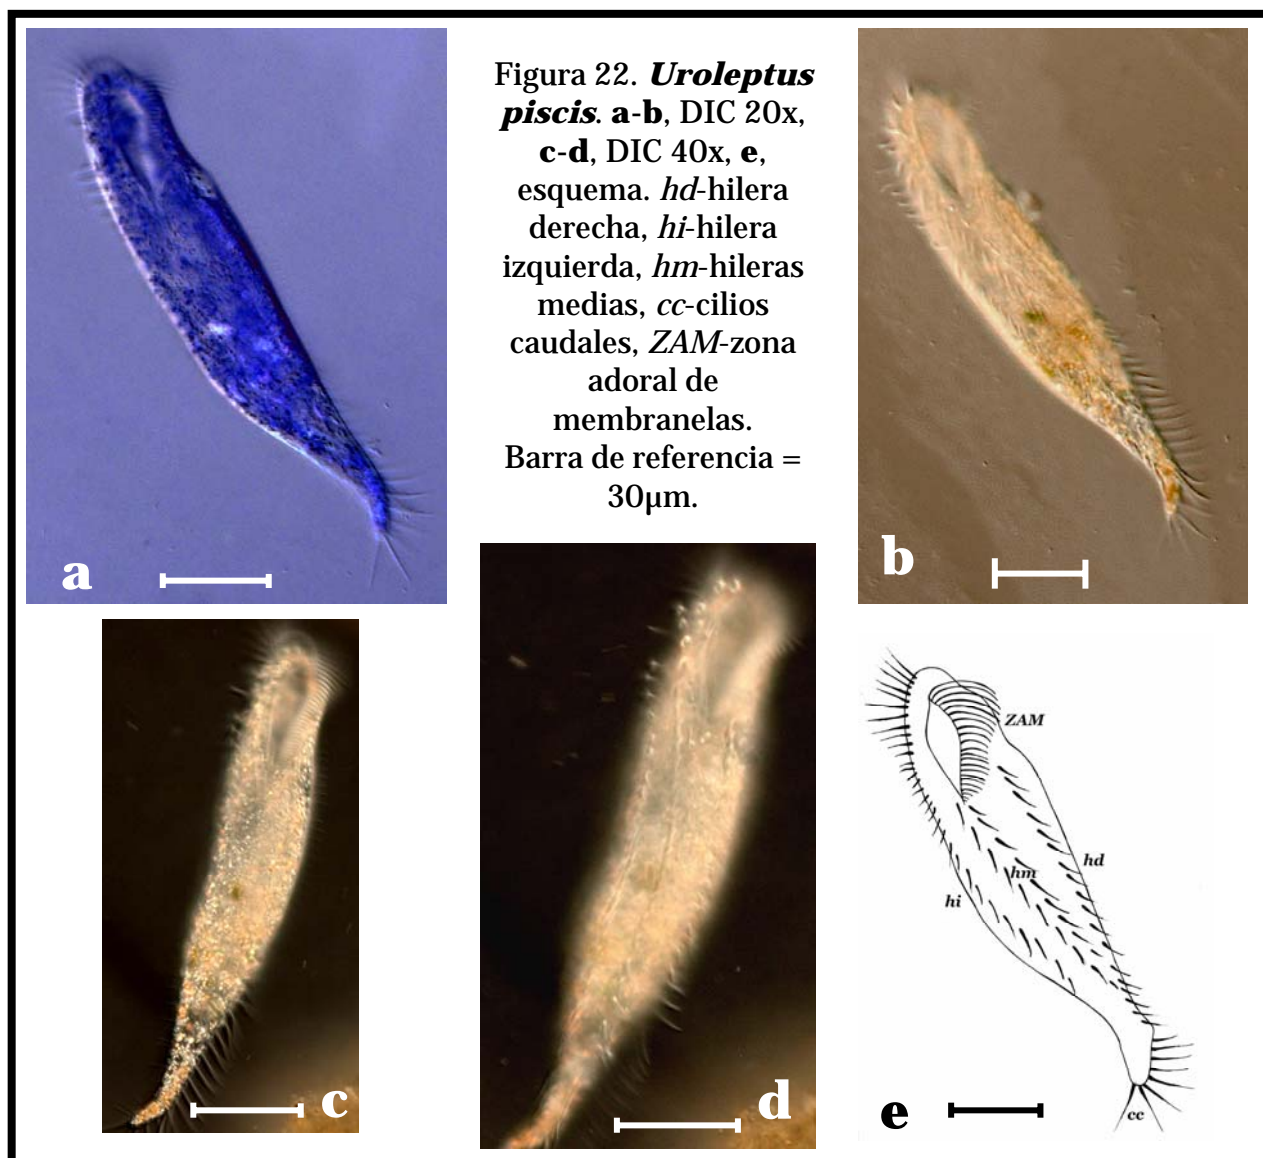 Figura 22. Uroleptus
piscis. a-b, DIC 20x,
c-d, DIC 40x, e,
esquema. hd-hilera
derecha, hi-hilera
izquierda, hm-hileras
medias, cc-cilios
caudales, ZAM-zona
adoral de
membranelas.
Barra de referencia =
30µm.
a
b
c
d
ZAM
hd
hm
hi
cc
e